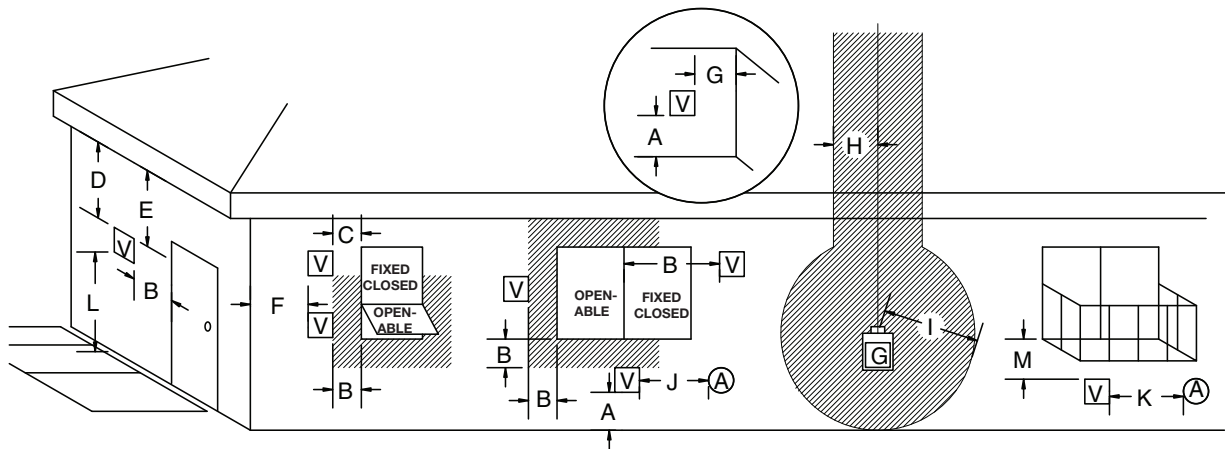 G
V
A
H
D
E
C
V
V
B
L
F
V
FIXED
CLOSED
OPEN-
ABLE
B
V
B
V
OPEN-
ABLE
FIXED
CLOSED
B
B
V
J
A
A
I
G
M
V
K
A